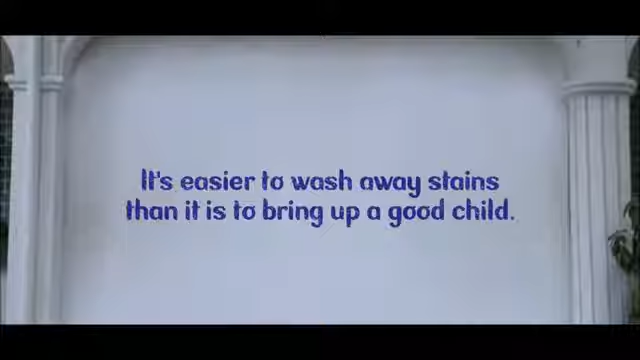 It's easier to wash away stains
than it is to bring up a good child.